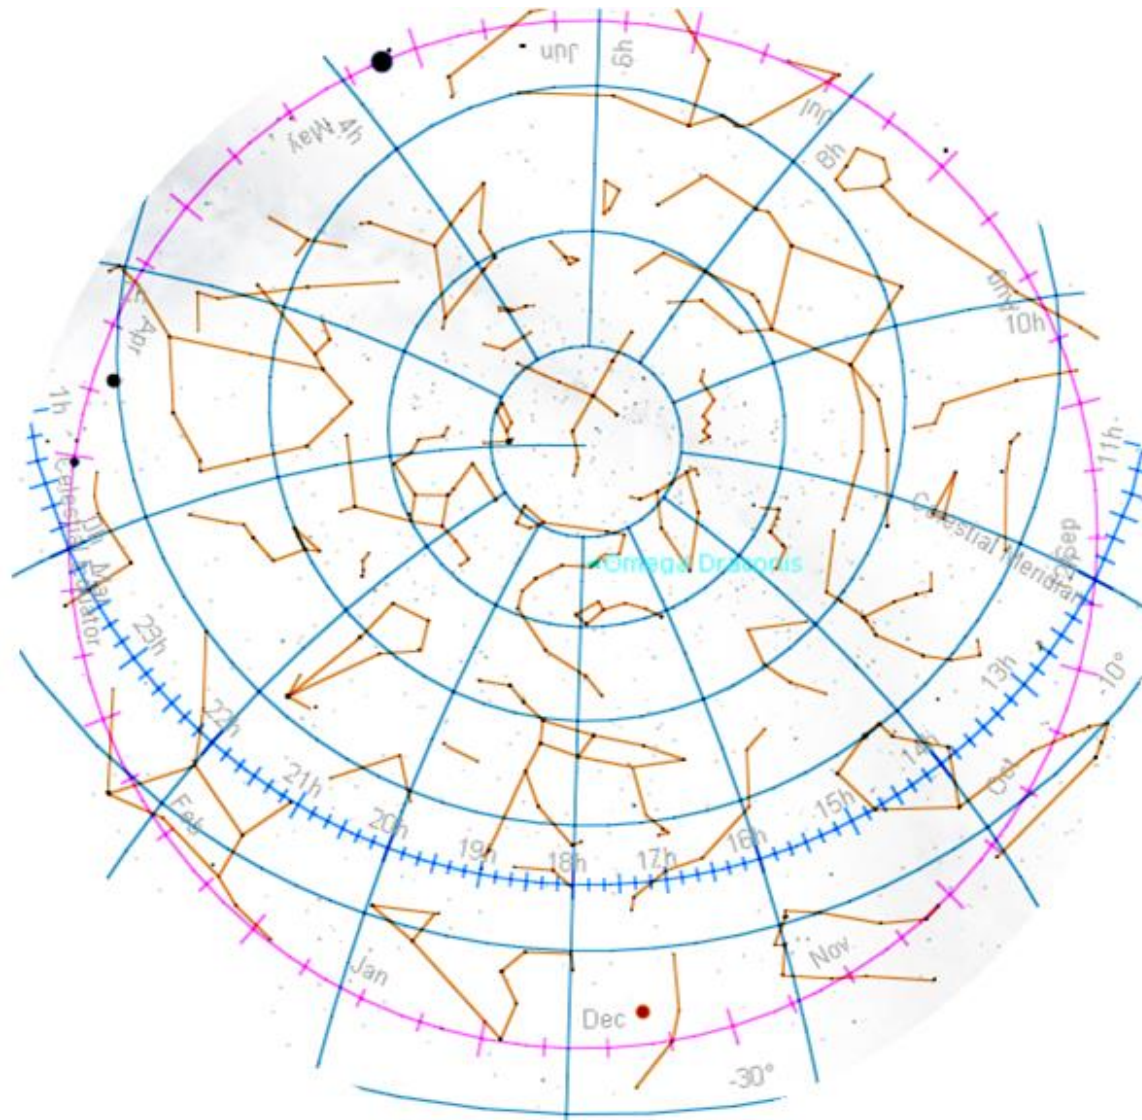 Jun
6h
Jul
May
4h
8h
Aug
10h
Apr
1h
11h
Celestial Meridian
Sep
Celestial Equator
Mar
Omega Draconis
23h
13h
-10°
22h
14h
Oct
Feb
21h
15h
20h
16h
19h
18h
17h
Nov
Jan
Dec
-30°